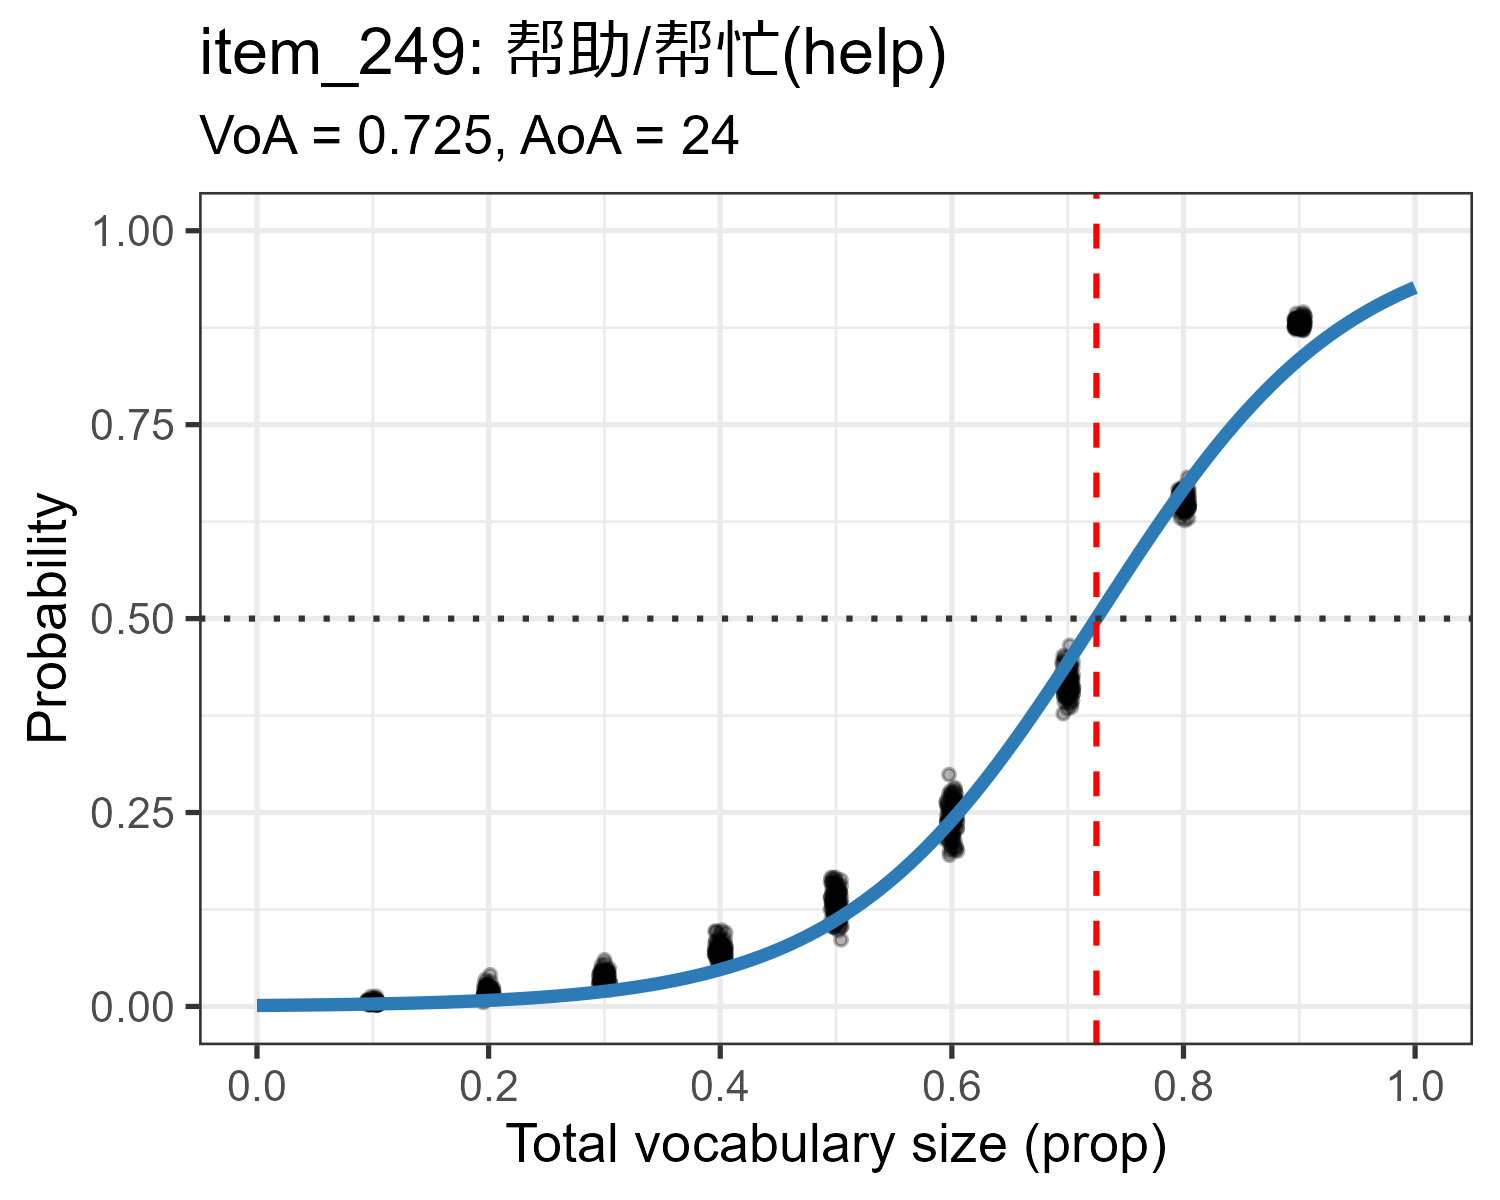 item_249: 帮助/帮忙(help)
VoA = 0.725, AoA = 24
1.00
0.75
0.50
0.25
0.00
Probability
0.0 0.2 0.4 0.6 0.8 1.0
Total vocabulary size (prop)